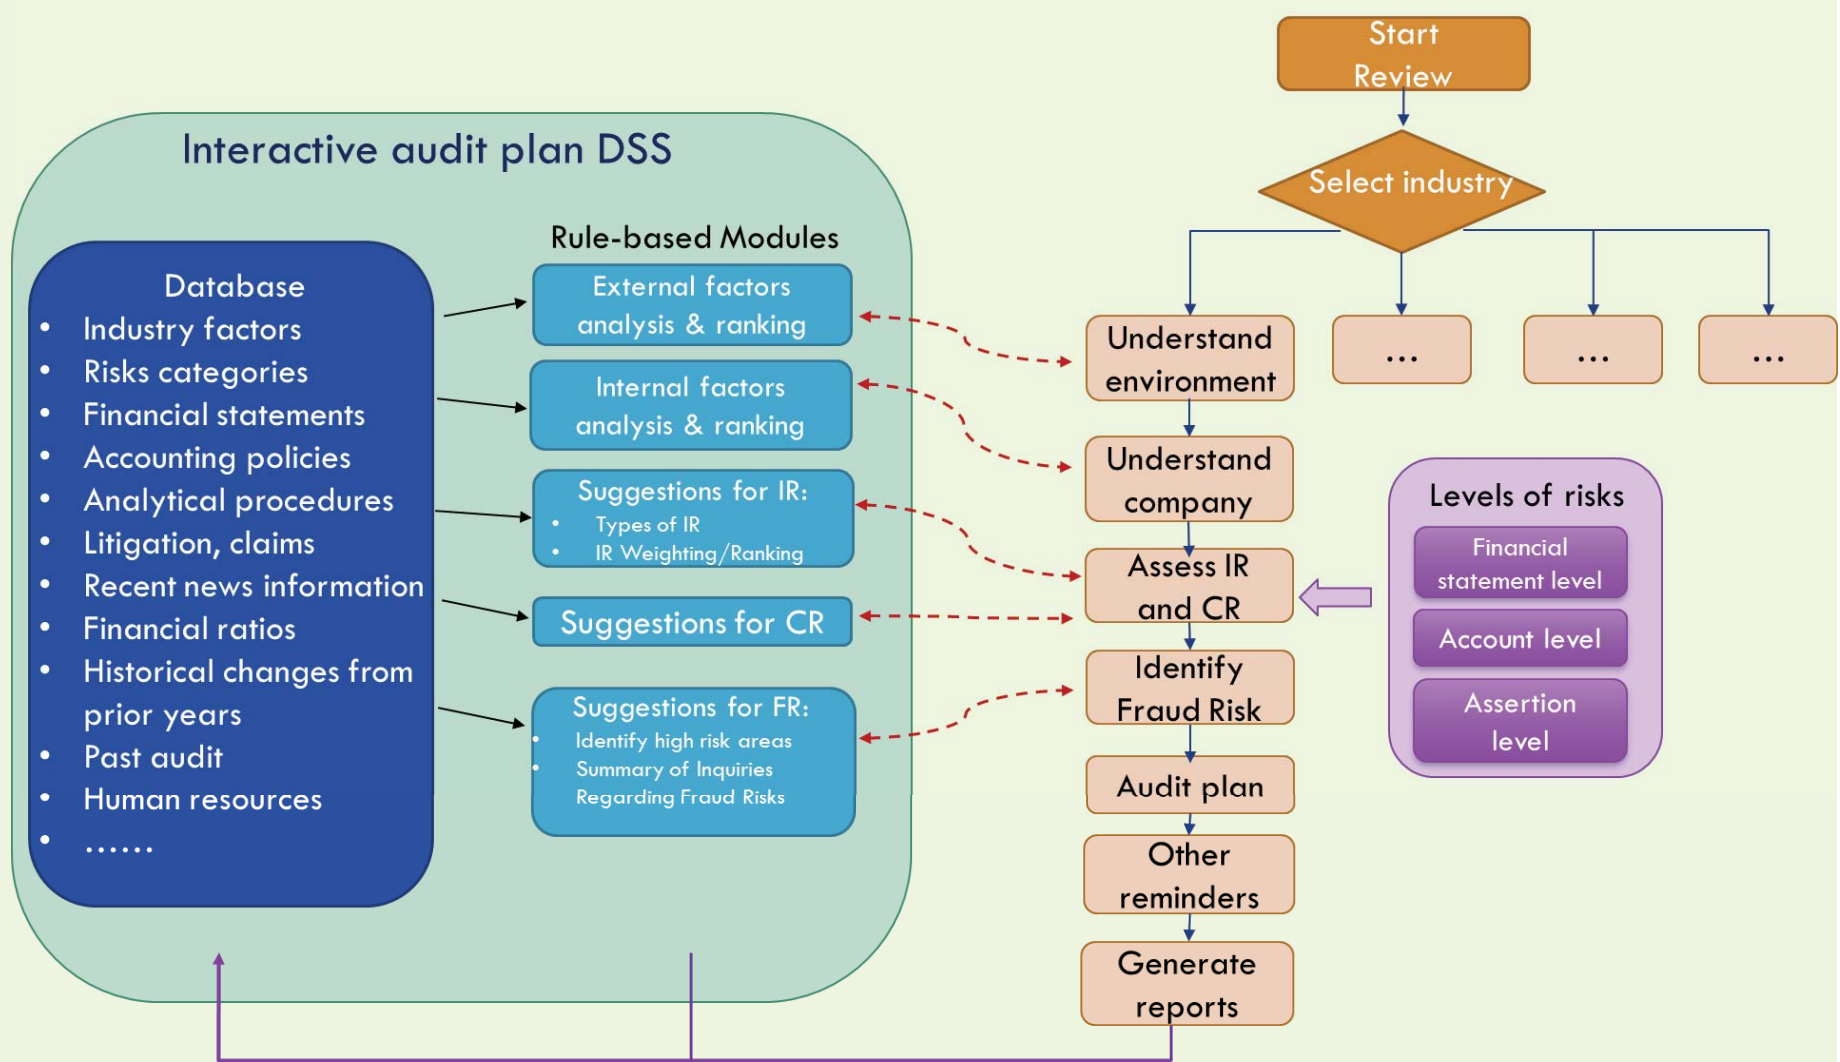 Start
Review
Select industry
Interactive audit plan DSS
Database
• Industry factors
• Risks categories
• Financial statements
• Accounting policies
• Analytical procedures
• Litigation, claims
• Recent news information
• Financial ratios
• Historical changes from
prior years
• Past audit
• Human resources
• ......
Rule-based Modules
External factors
analysis & ranking
Internal factors
analysis & ranking
Suggestions for IR:
• Types of IR
• IR Weighting/Ranking
Suggestions for CR
Suggestions for FR:
• Identify high risk areas
• Summary of Inquiries
Regarding Fraud Risks
Understand
environment
...
...
...
Understand
company
Assess IR
and CR
Identify
Fraud Risk
Audit plan
Other
reminders
Generate
reports
Levels of risks
Financial
statement level
Account level
Assertion
level